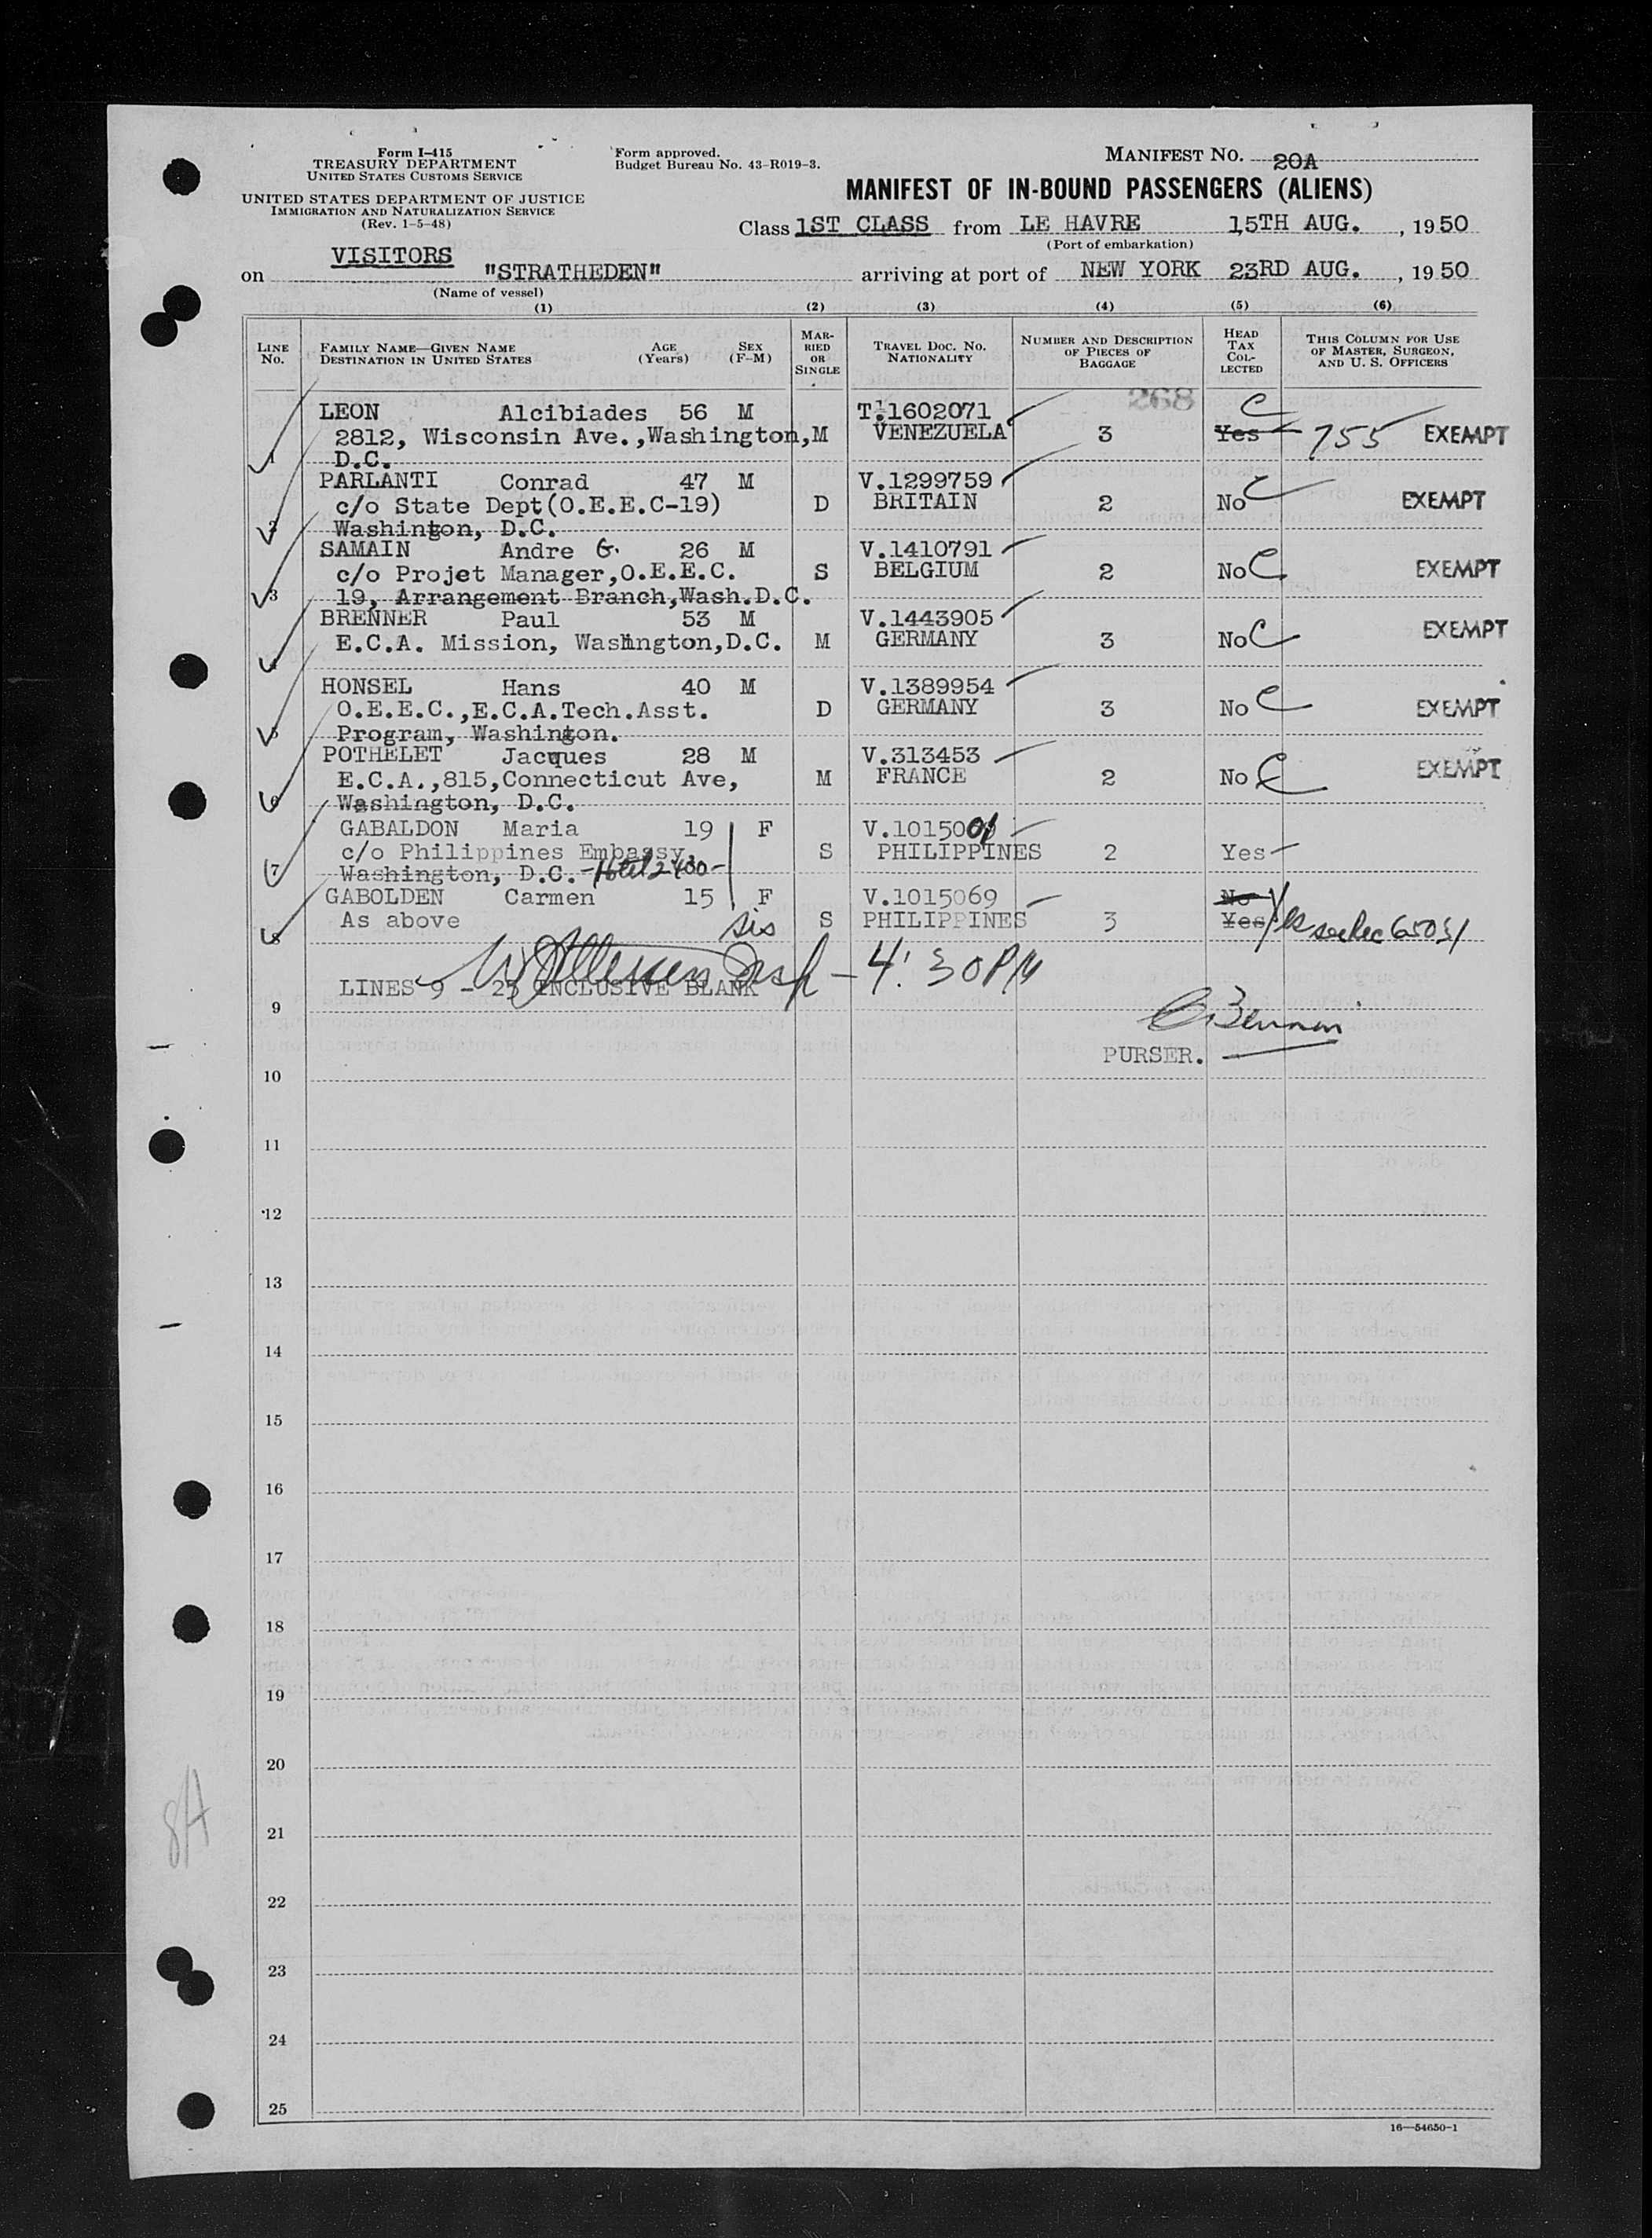 Form I-415
TREASURY DEPARTMENT
UNITED STATES CUSTOMS SERVICE
UNITED STATES DEPARTMENT OF JUSTICE
IMMIGRATION AND NATURALIZATION SERVICE
(Rev. 1-5-48)
Form approved.
Budget Bureau No. 43-R019-3.
MANIFEST NO. 20A
MANIFEST OF IN-BOUND PASSENGERS (ALIENS)
Class 1ST CLASS from LE HAVRE 15TH AUG. , 1950
(Port of embarkation)
VISITORS
on "STRATHEDEN" arriving at port of NEW YORK 23RD AUG. , 1950
(Name of vessel)
(1) (2) (3) (4) (5) (6)
LINE No. FAMILY NAME—GIVEN NAME DESTINATION IN UNITED STATES AGE (Years) SEX (F-M) MARRIED OR SINGLE TRAVEL DOC. NO. NATIONALITY NUMBER AND DESCRIPTION OF PIECES OF BAGGAGE HEAD TAX COLLECTED THIS COLUMN FOR USE OF MASTER, SURGEON, AND U. S. OFFICERS
268
LEON Alcibiades 56 M T.1602071 C
2812, Wisconsin Ave.,Washington, M VENEZUELA 3 Yes 755 EXEMPT
1 D.C.
PARLANTI Conrad 47 M V.1299759
c/o State Dept(O.E.E.C-19) D BRITAIN 2 No C EXEMPT
2 Washinton, D.C.
SAMAIN Andre G. 26 M V.1410791
c/o Projet Manager,O.E.E.C. S BELGIUM 2 No C EXEMPT
3 19, Arrangement Branch,Wash.D.C.
BRENNER Paul 53 M V.1443905
E.C.A. Mission, Washington,D.C. M GERMANY 3 No C EXEMPT
4
HONSEL Hans 40 M V.1389954
O.E.E.C.,E.C.A.Tech.Asst. D GERMANY 3 No C EXEMPT
5 Program, Washington.
POTHELET Jacques 28 M V.313453
E.C.A.,815,Connecticut Ave, M FRANCE 2 No C EXEMPT
6 Washington, D.C.
GABALDON Maria 19 F V.10150
c/o Philippines Embassy, S PHILIPPINES 2 Yes
7 Washington, D.C. -Hotel 2400-
GABOLDEN Carmen 15 F V.1015069 No
As above sis S PHILIPPINES 3 Yes
8
4:30PM
LINES 9 - 25 INCLUSIVE BLANK
9
PURSER.
10
11
12
13
14
15
16
17
18
19
20
21
8A
22
23
24
25
16—54650-1